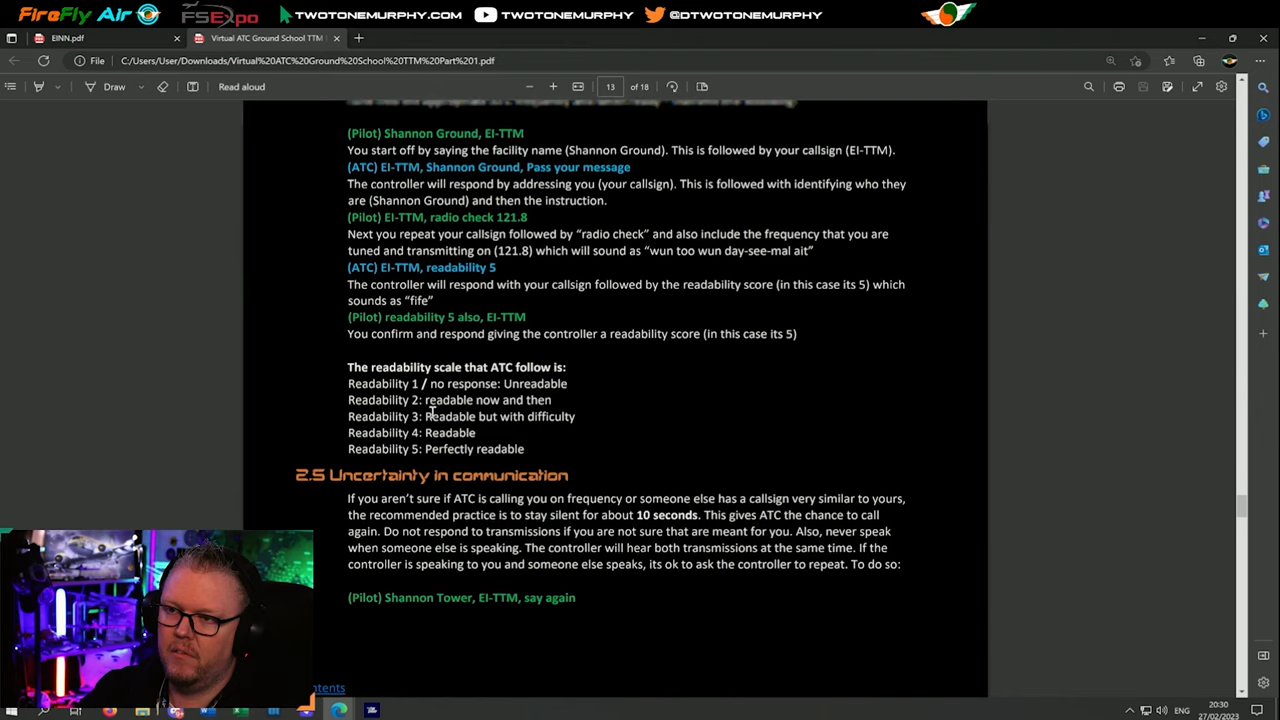 FireFly Air
FSExpo
TWOTONEMURPHY.COM
TWOTONEMURPHY
@DTWOTONEMURPHY
EINN.pdf
Virtual ATC Ground School TTM
File
C:/Users/User/Downloads/Virtual%20ATC%20Ground%20School%20TTM%20Part%201.pdf
Draw
Read aloud
13 of 18
(Pilot) Shannon Ground, EI-TTM
You start off by saying the facility name (Shannon Ground). This is followed by your callsign (EI-TTM).
(ATC) EI-TTM, Shannon Ground, Pass your message
The controller will respond by addressing you (your callsign). This is followed with identifying who they
are (Shannon Ground) and then the instruction.
(Pilot) EI-TTM, radio check 121.8
Next you repeat your callsign followed by “radio check” and also include the frequency that you are
tuned and transmitting on (121.8) which will sound as “wun too wun day-see-mal ait”
(ATC) EI-TTM, readability 5
The controller will respond with your callsign followed by the readability score (in this case its 5) which
sounds as “fife”
(Pilot) readability 5 also, EI-TTM
You confirm and respond giving the controller a readability score (in this case its 5)
The readability scale that ATC follow is:
Readability 1 / no response: Unreadable
Readability 2: readable now and then
Readability 3: Readable but with difficulty
Readability 4: Readable
Readability 5: Perfectly readable
2.5 Uncertainty in communication
If you aren’t sure if ATC is calling you on frequency or someone else has a callsign very similar to yours,
the recommended practice is to stay silent for about 10 seconds. This gives ATC the chance to call
again. Do not respond to transmissions if you are not sure that are meant for you. Also, never speak
when someone else is speaking. The controller will hear both transmissions at the same time. If the
controller is speaking to you and someone else speaks, its ok to ask the controller to repeat. To do so:
(Pilot) Shannon Tower, EI-TTM, say again
ENG
20:30
27/02/2023